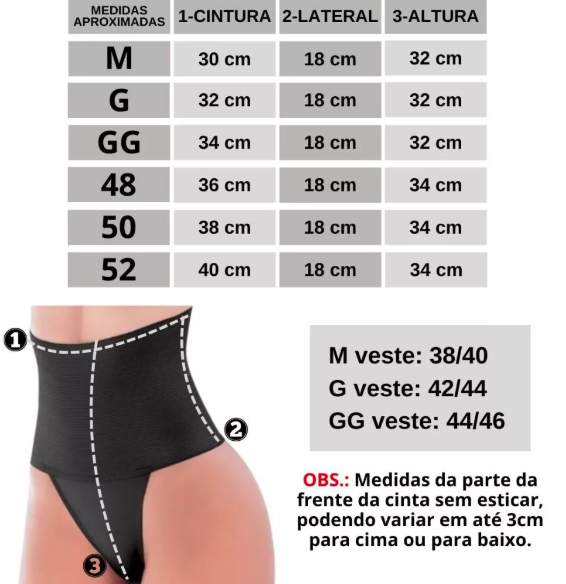 MEDIDAS
APROXIMADAS 1-CINTURA 2-LATERAL 3-ALTURA
M 30 cm 18 cm 32 cm
G 32 cm 18 cm 32 cm
GG 34 cm 18 cm 32 cm
48 36 cm 18 cm 34 cm
50 38 cm 18 cm 34 cm
52 40 cm 18 cm 34 cm
1
2
3
M veste: 38/40
G veste: 42/44
GG veste: 44/46
OBS.: Medidas da parte da
frente da cinta sem esticar,
podendo variar em até 3cm
para cima ou para baixo.